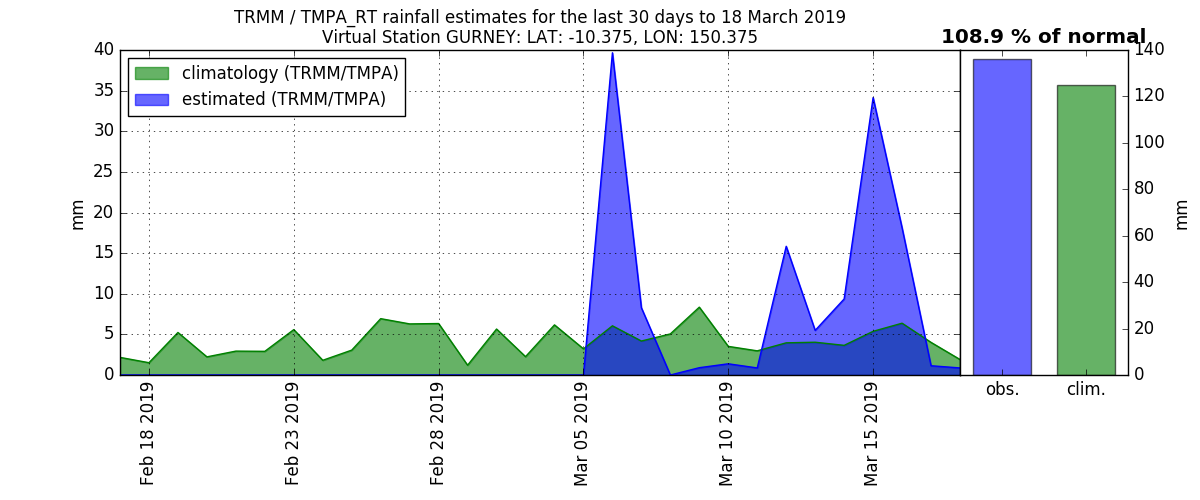 TRMM / TMPA_RT rainfall estimates for the last 30 days to 18 March 2019
Virtual Station GURNEY: LAT: -10.375, LON: 150.375
108.9 % of normal
climatology (TRMM/TMPA)
estimated (TRMM/TMPA)
40
35
30
25
20
15
10
5
0
mm
Feb 18 2019
Feb 23 2019
Feb 28 2019
Mar 05 2019
Mar 10 2019
Mar 15 2019
obs.
clim.
140
120
100
80
60
40
20
0
mm